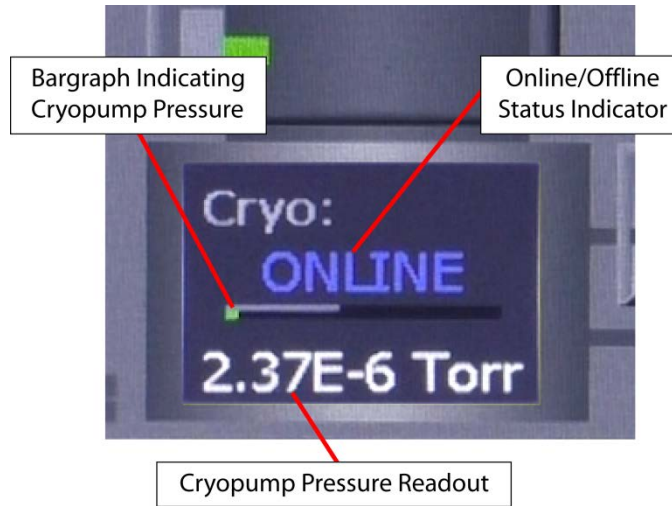 Bargraph Indicating
Cryopump Pressure
Online/Offline
Status Indicator
Cryo:
ONLINE
2.37E-6 Torr
Cryopump Pressure Readout